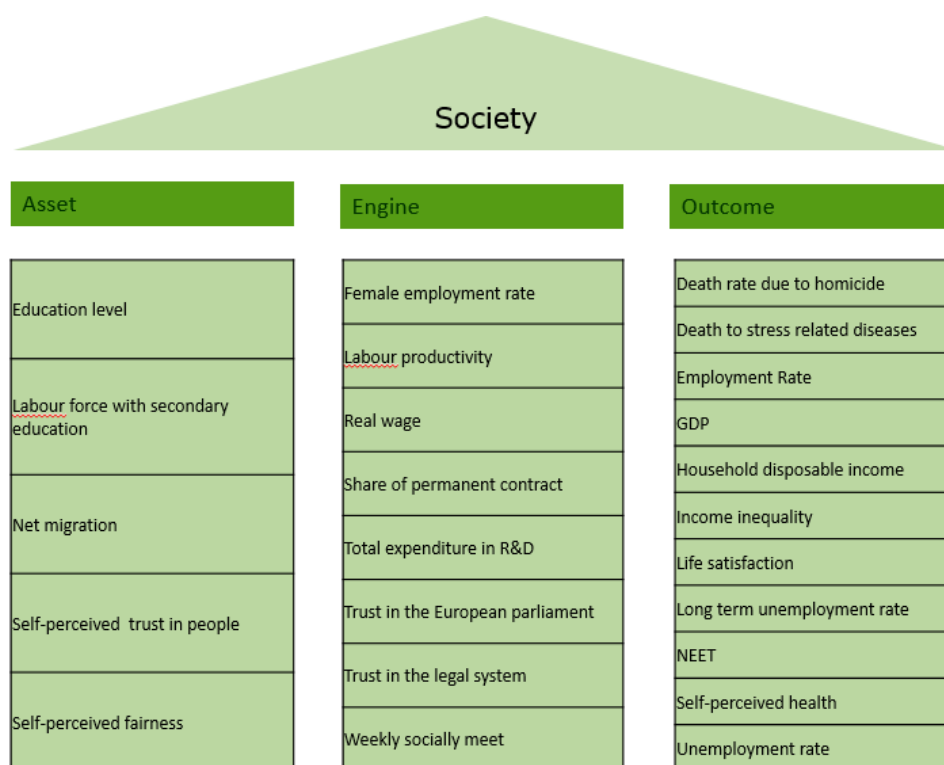 Society
Asset
Engine
Outcome
Education level
Labour force with secondary
education
Net migration
Self-perceived  trust in people
Self-perceived fairness
Female employment rate
Labour productivity
Real wage
Share of permanent contract
Total expenditure in R&D
Trust in the European parliament
Trust in the legal system
Weekly socially meet
Death rate due to homicide
Death to stress related diseases
Employment Rate
GDP
Household disposable income
Income inequality
Life satisfaction
Long term unemployment rate
NEET
Self-perceived health
Unemployment rate